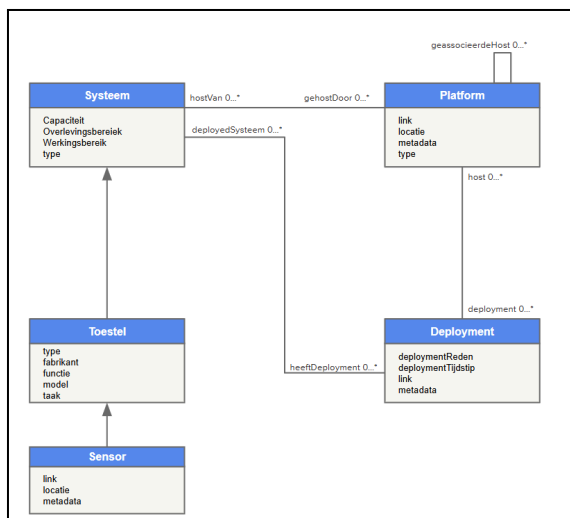 geassocieerdeHost 0...*
Systeem
hostVan 0...*
gehostDoor 0...*
Platform
Capaciteit
Overlevingsbereiek
Werkingsbereik
type
deployedSysteem 0...*
link
locatie
metadata
type
host 0...*
deployment 0...*
Toestel
type
fabrikant
functie
model
taak
heeftDeployment 0...*
Deployment
deploymentReden
deploymentTijdstip
link
metadata
Sensor
link
locatie
metadata